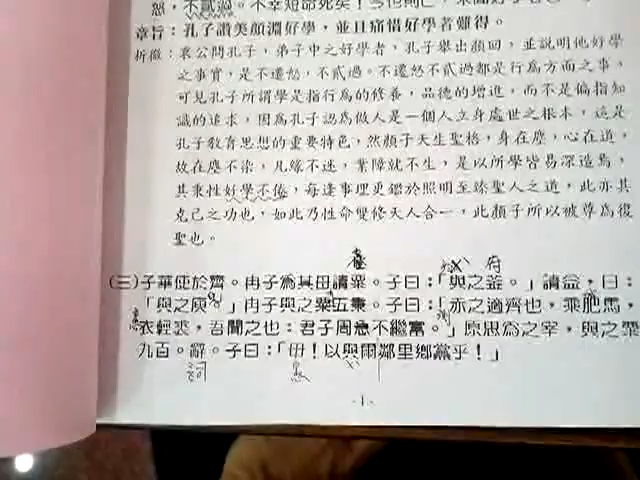 怒，不貳過。不幸短命死矣！今也則亡，未聞好學者也。
章旨：孔子讚美顏淵好學，並且痛惜好學者難得。
析微：哀公問孔子，弟子中之好學者，孔子舉出顏回，並說明他好學
之事實，是不遷怒，不貳過。不遷怒不貳過都是行為方面之事。
可見孔子所謂學是指行為的修養，品德的增進，而不是偏指知
識的追求，因為孔子認為做人是一個人立身處世之根本，這是
孔子教育思想的重要特色，然顏子天生聖格，身在塵，心在道，
故在塵不染，凡緣不迷，業障就不生，是以所學皆易深造焉，
其秉性好學不倦，每逢事理更鑑於照明至臻聖人之道，此亦其
克己之功也，如此乃性命雙修天人合一，此顏子所以被尊為復
聖也。
府
(三)子華使於齊。冉子為其母請粟。子曰：「與之釜。」請益，曰：
「與之庾。」冉子與之粟五秉。子曰：「赤之適齊也，乘肥馬，
衣輕裘，吾聞之也：君子周急不繼富。」原思為之宰，與之粟
九百。辭。子曰：「毋！以與爾鄰里鄉黨乎！」
詞
-1-